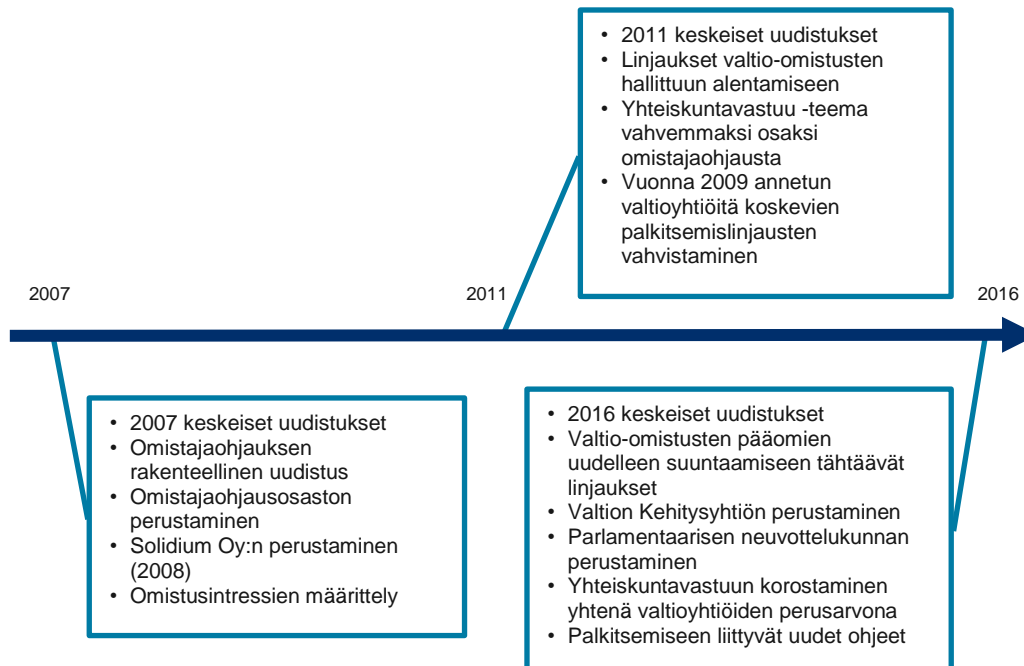 • 2011 keskeiset uudistukset
• Linjaukset valtio-omistusten
hallittuun alentamiseen
• Yhteiskuntavastuu -teema
vahvemmaksi osaksi
omistajaohjausta
• Vuonna 2009 annetun
valtioyhtiöitä koskevien
palkitsemislinjausten
vahvistaminen
2007
2011
2016
• 2007 keskeiset uudistukset
• Omistajaohjauksen
rakenteellinen uudistus
• Omistajaohjausosaston
perustaminen
• Solidium Oy:n perustaminen
(2008)
• Omistusintressien määrittely
• 2016 keskeiset uudistukset
• Valtio-omistusten pääomien
uudelleen suuntaamiseen tähtäävät
linjaukset
• Valtion Kehitysyhtiön perustaminen
• Parlamentaarisen neuvottelukunnan
perustaminen
• Yhteiskuntavastuun korostaminen
yhtenä valtioyhtiöiden perusarvona
• Palkitsemiseen liittyvät uudet ohjeet